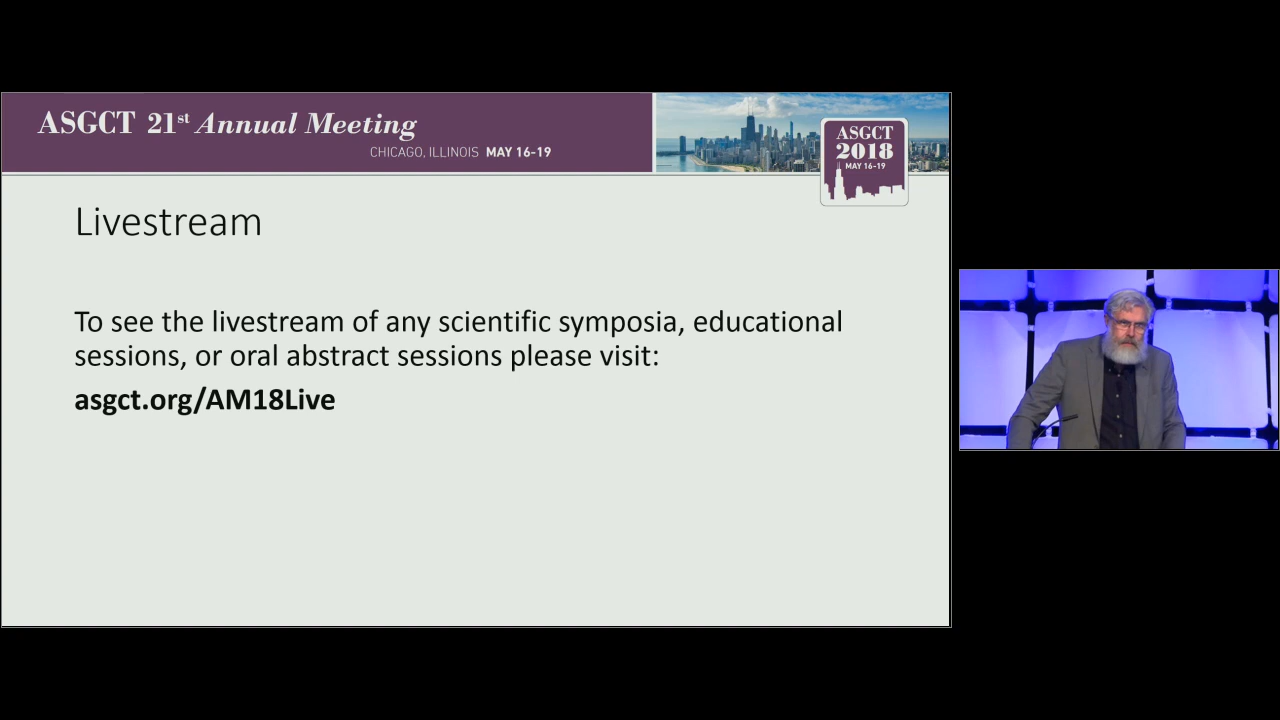 ASGCT 21st Annual Meeting
CHICAGO, ILLINOIS MAY 16-19
ASGCT
2018
MAY 16-19
Livestream
To see the livestream of any scientific symposia, educational
sessions, or oral abstract sessions please visit:
asgct.org/AM18Live